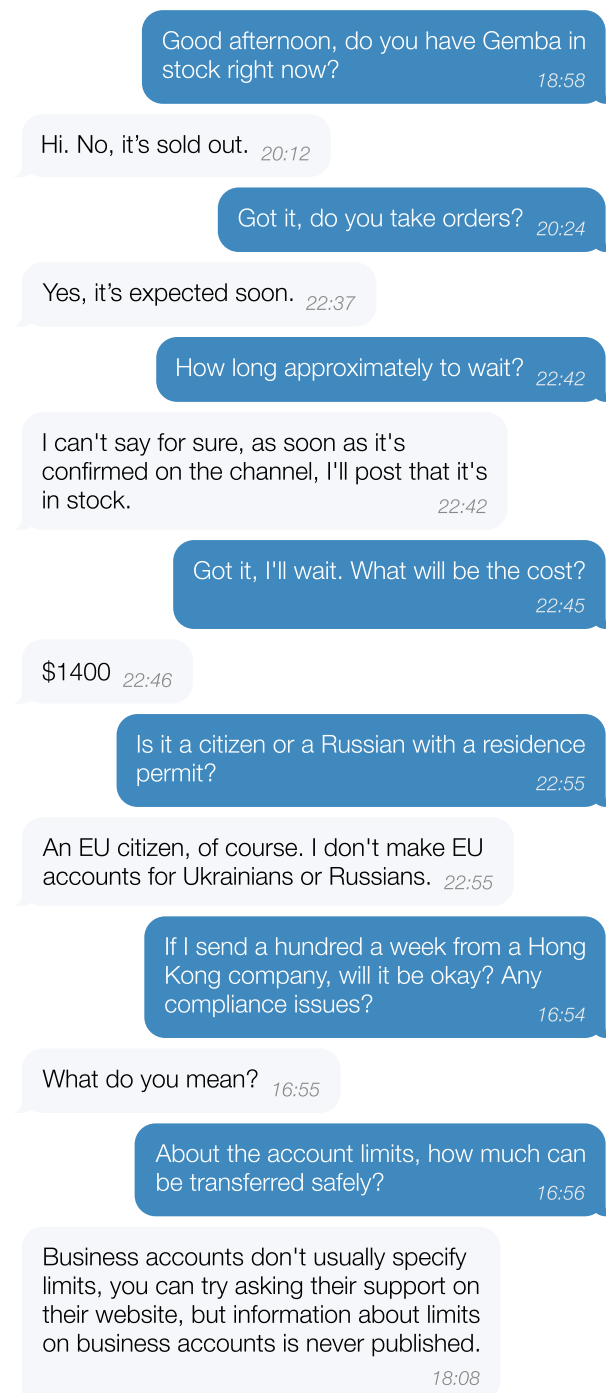 Good afternoon, do you have Gemba in
stock right now?
18:58
Hi. No, it’s sold out. 20:12
Got it, do you take orders? 20:24
Yes, it’s expected soon. 22:37
How long approximately to wait? 22:42
I can't say for sure, as soon as it's
confirmed on the channel, I'll post that it's
in stock.
22:42
Got it, I'll wait. What will be the cost?
22:45
$1400 22:46
Is it a citizen or a Russian with a residence
permit?
22:55
An EU citizen, of course. I don't make EU
accounts for Ukrainians or Russians. 22:55
If I send a hundred a week from a Hong
Kong company, will it be okay? Any
compliance issues?
16:54
What do you mean? 16:55
About the account limits, how much can
be transferred safely?
16:56
Business accounts don't usually specify
limits, you can try asking their support on
their website, but information about limits
on business accounts is never published.
18:08